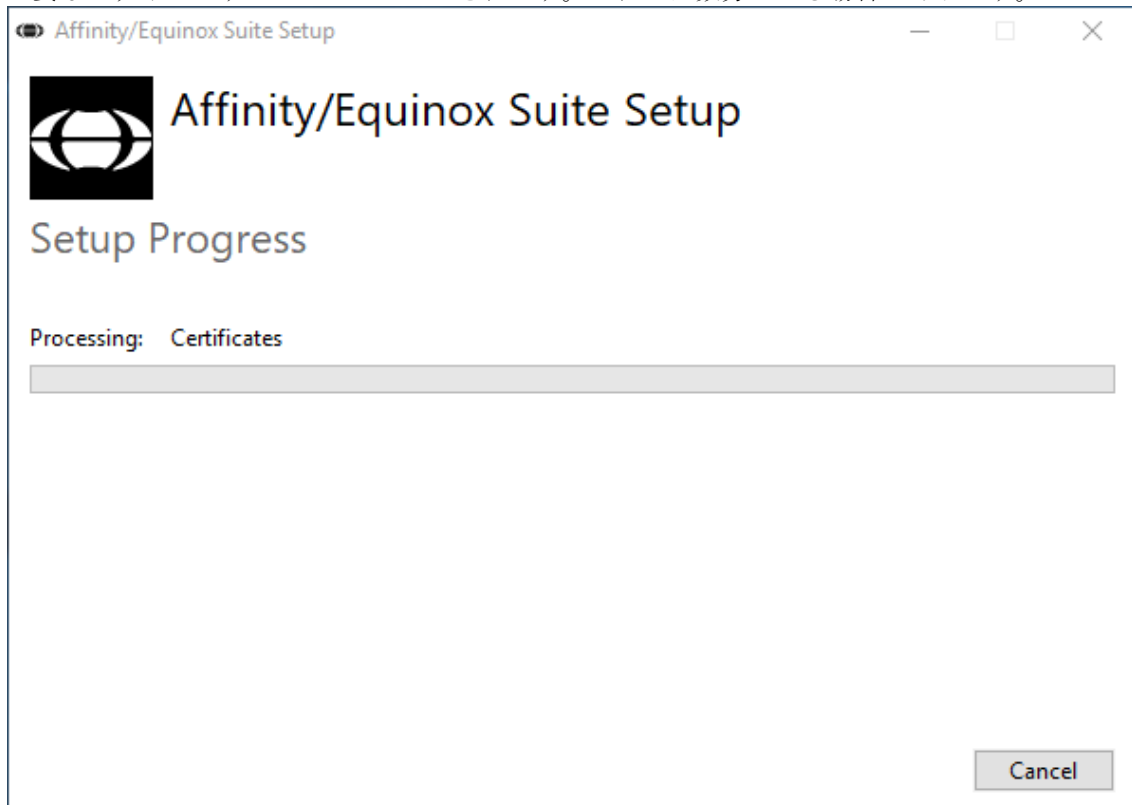 Affinity/Equinox Suite Setup
Affinity/Equinox Suite Setup
Setup Progress
Processing: Certificates
Cancel